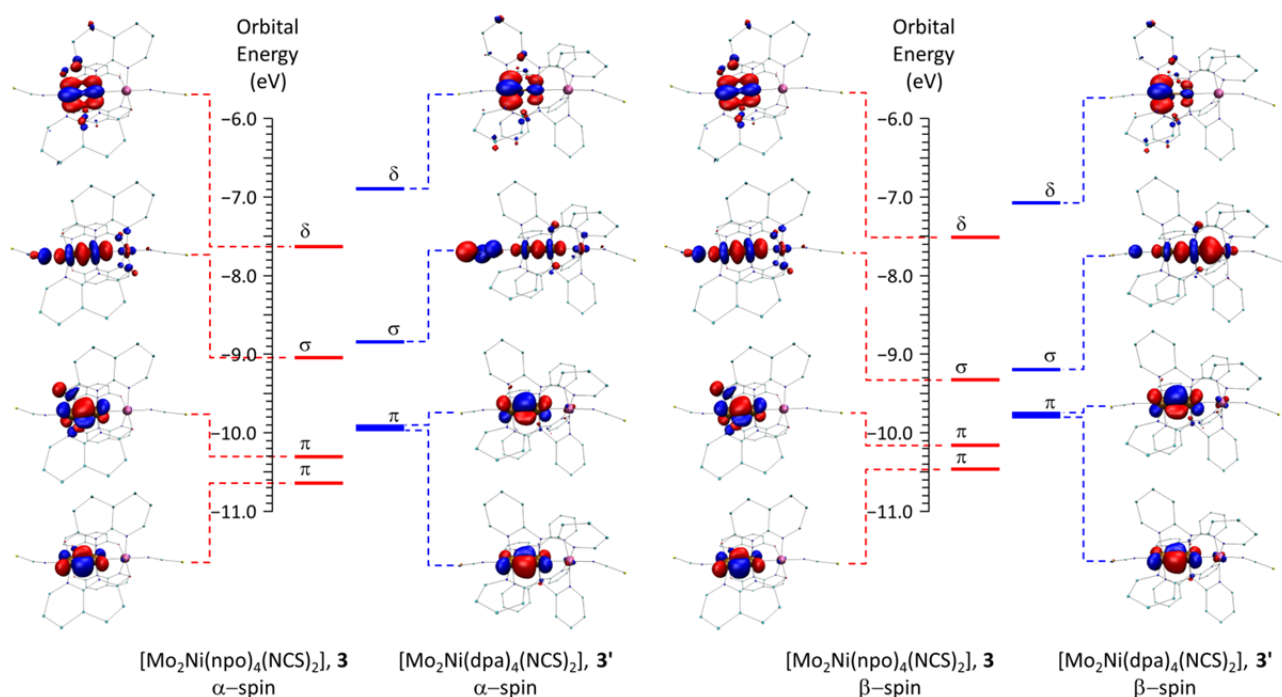 Orbital
Energy
(eV)
−6.0
−7.0
−8.0
−9.0
−10.0
−11.0
δ
σ
π
π
δ
σ
π
[Mo₂Ni(npo)₄(NCS)₂], 3
α−spin
[Mo₂Ni(dpa)₄(NCS)₂], 3'
α−spin
Orbital
Energy
(eV)
−6.0
−7.0
−8.0
−9.0
−10.0
−11.0
δ
σ
π
π
δ
σ
π
[Mo₂Ni(npo)₄(NCS)₂], 3
β−spin
[Mo₂Ni(dpa)₄(NCS)₂], 3'
β−spin